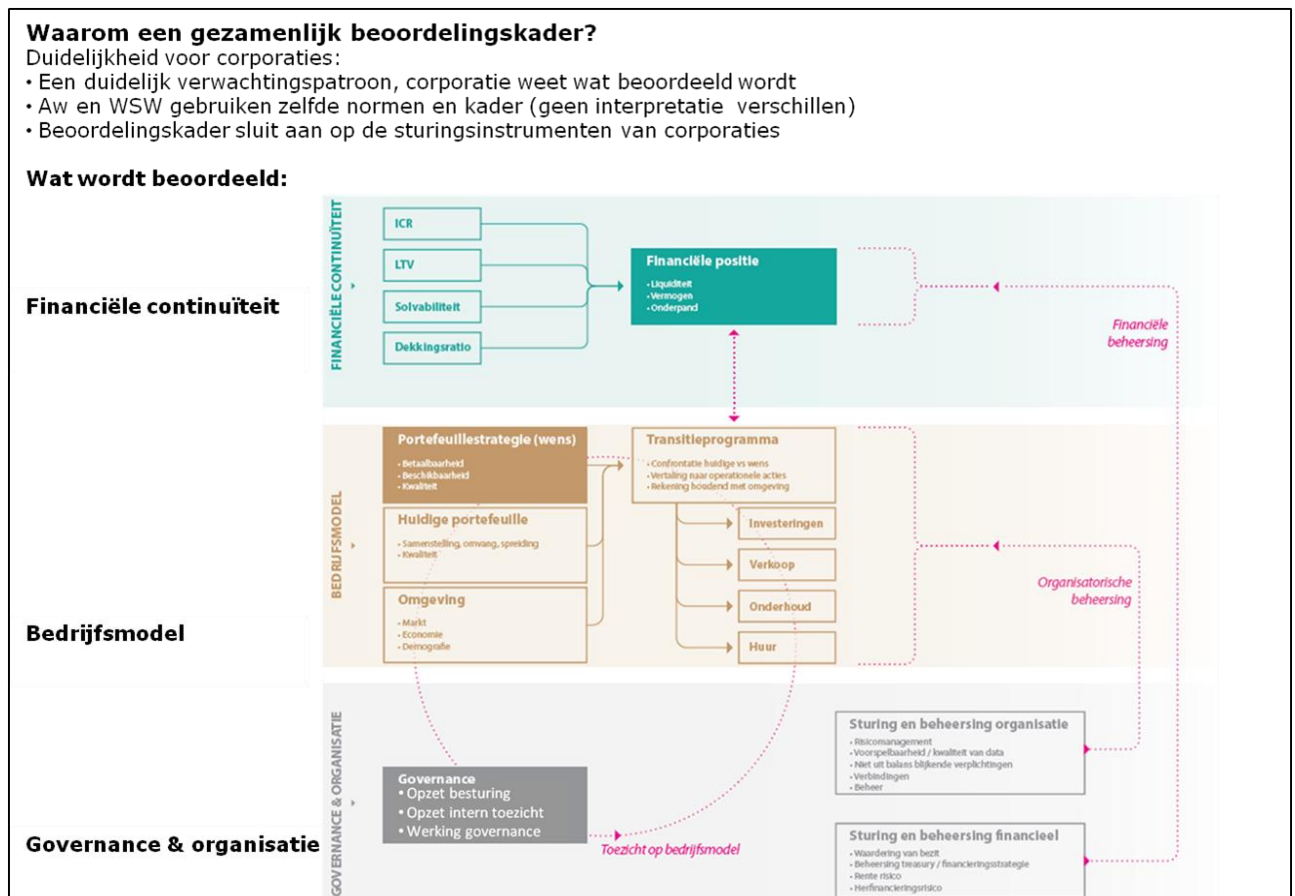 Waarom een gezamenlijk beoordelingskader?
Duidelijkheid voor corporaties:
• Een duidelijk verwachtingspatroon, corporatie weet wat beoordeeld wordt
• Aw en WSW gebruiken zelfde normen en kader (geen interpretatie verschillen)
• Beoordelingskader sluit aan op de sturingsinstrumenten van corporaties
Wat wordt beoordeeld:
Financiële continuïteit
FINANCIËLE CONTINUÏTEIT
ICR
LTV
Solvabiliteit
Dekkingsratio
Financiële positie
• Liquiditeit
• Vermogen
• Onderpand
Financiële
beheersing
Bedrijfsmodel
BEDRIJFSMODEL
Portefeuillestrategie (wens)
• Betaalbaarheid
• Beschikbaarheid
• Kwaliteit
Huidige portefeuille
• Samenstelling, omvang, spreiding
• Kwaliteit
Omgeving
• Markt
• Economie
• Demografie
Transitieprogramma
• Confrontatie huidige vs wens
• Vertaling naar operationele acties
• Rekening houdend met omgeving
Investeringen
Verkoop
Onderhoud
Huur
Organisatorische
beheersing
Governance & organisatie
GOVERNANCE & ORGANISATIE
Governance
• Opzet besturing
• Opzet intern toezicht
• Werking governance
Toezicht op bedrijfsmodel
Sturing en beheersing organisatie
• Risicomanagement
• Voorspelbaarheid / kwaliteit van data
• Niet uit balans blijkende verplichtingen
• Verbindingen
• Beheer
Sturing en beheersing financieel
• Waardering van bezit
• Beheersing treasury / financieringsstrategie
• Rente risico
• Herfinancieringsrisico